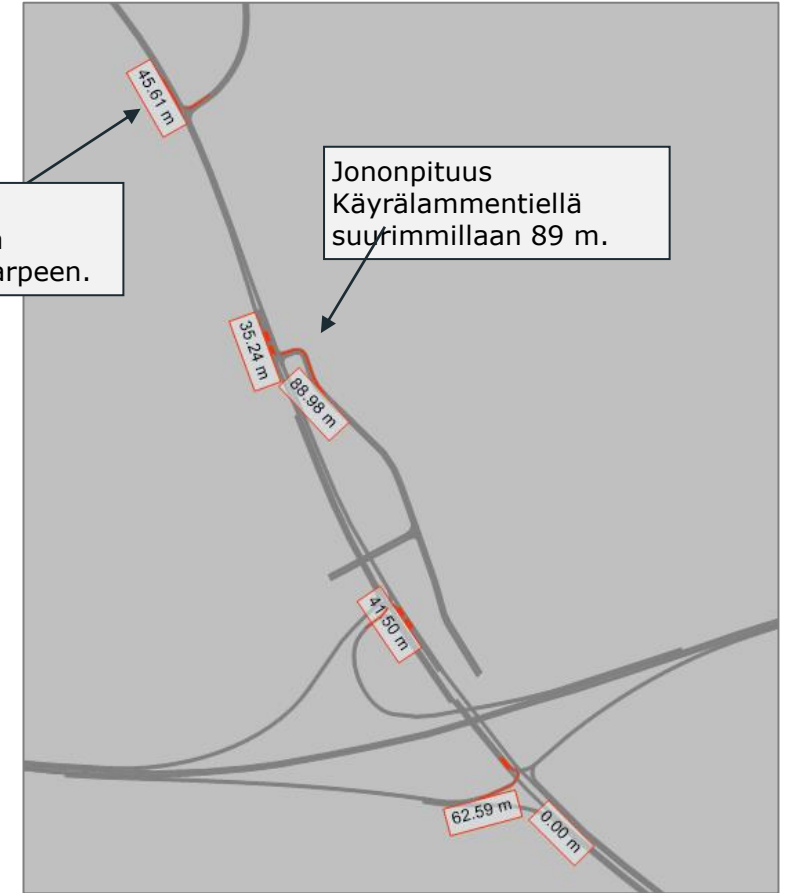 45.61 m
Jononpituus
Käyrälammentiellä
suurimmillaan 89 m.
arpeen.
35.24 m
88.98 m
41.50 m
62.59 m
0.00 m